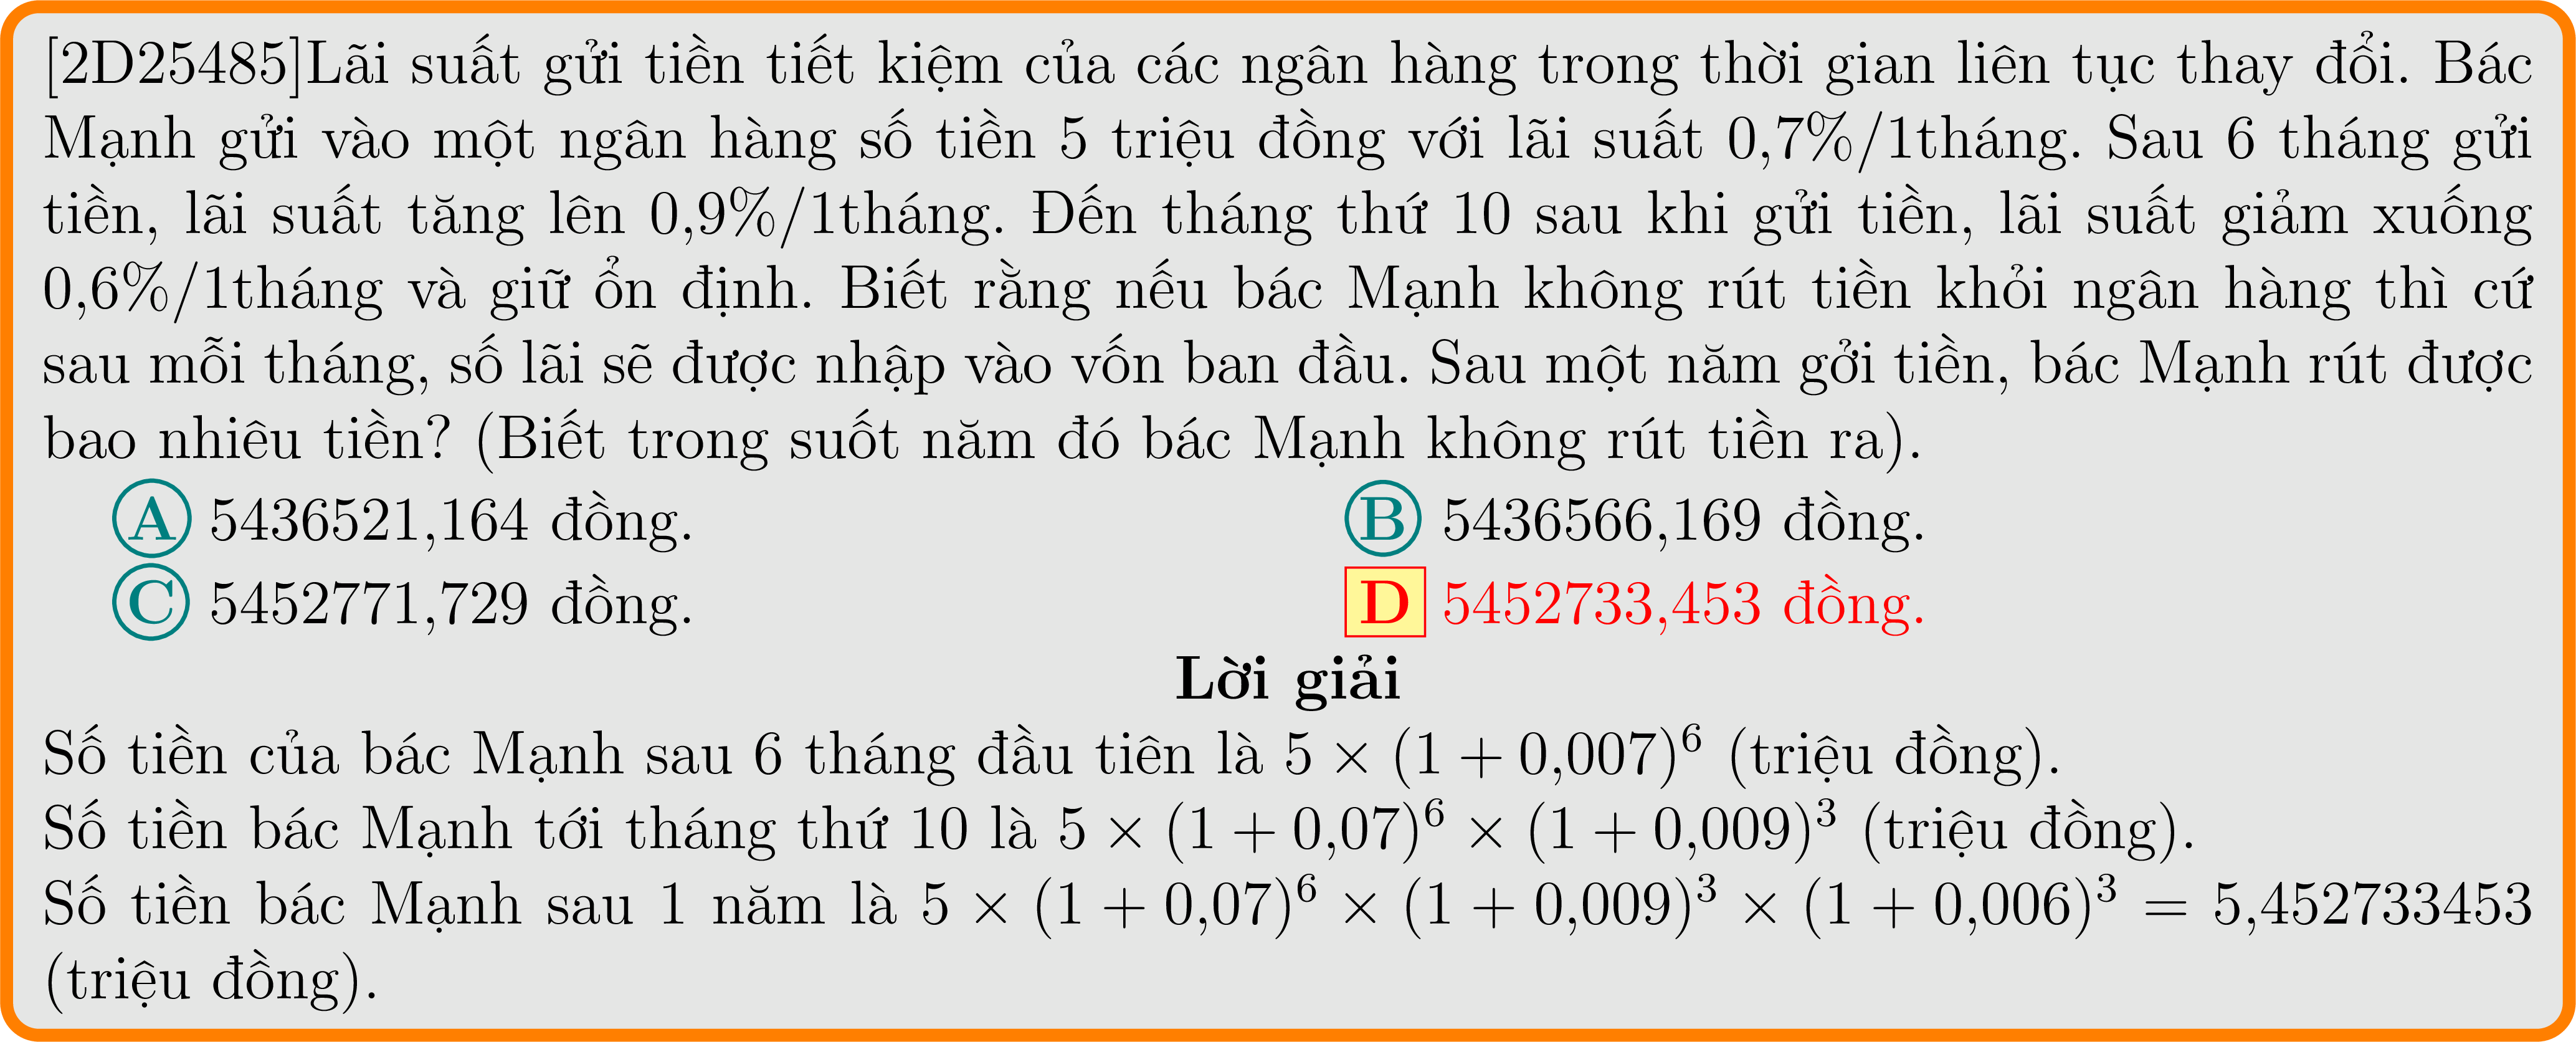 [2D25485]Lãi suất gửi tiền tiết kiệm của các ngân hàng trong thời gian liên tục thay đổi. Bác
Mạnh gửi vào một ngân hàng số tiền 5 triệu đồng với lãi suất 0,7%/1tháng. Sau 6 tháng gửi
tiền, lãi suất tăng lên 0,9%/1tháng. Đến tháng thứ 10 sau khi gửi tiền, lãi suất giảm xuống
0,6%/1tháng và giữ ổn định. Biết rằng nếu bác Mạnh không rút tiền khỏi ngân hàng thì cứ
sau mỗi tháng, số lãi sẽ được nhập vào vốn ban đầu. Sau một năm gởi tiền, bác Mạnh rút được
bao nhiêu tiền? (Biết trong suốt năm đó bác Mạnh không rút tiền ra).
A 5436521,164 đồng. B 5436566,169 đồng.
C 5452771,729 đồng. D 5452733,453 đồng.
Lời giải
Số tiền của bác Mạnh sau 6 tháng đầu tiên là 5 × (1 + 0,007)⁶ (triệu đồng).
Số tiền bác Mạnh tới tháng thứ 10 là 5 × (1 + 0,07)⁶ × (1 + 0,009)³ (triệu đồng).
Số tiền bác Mạnh sau 1 năm là 5 × (1 + 0,07)⁶ × (1 + 0,009)³ × (1 + 0,006)³ = 5,452733453
(triệu đồng).